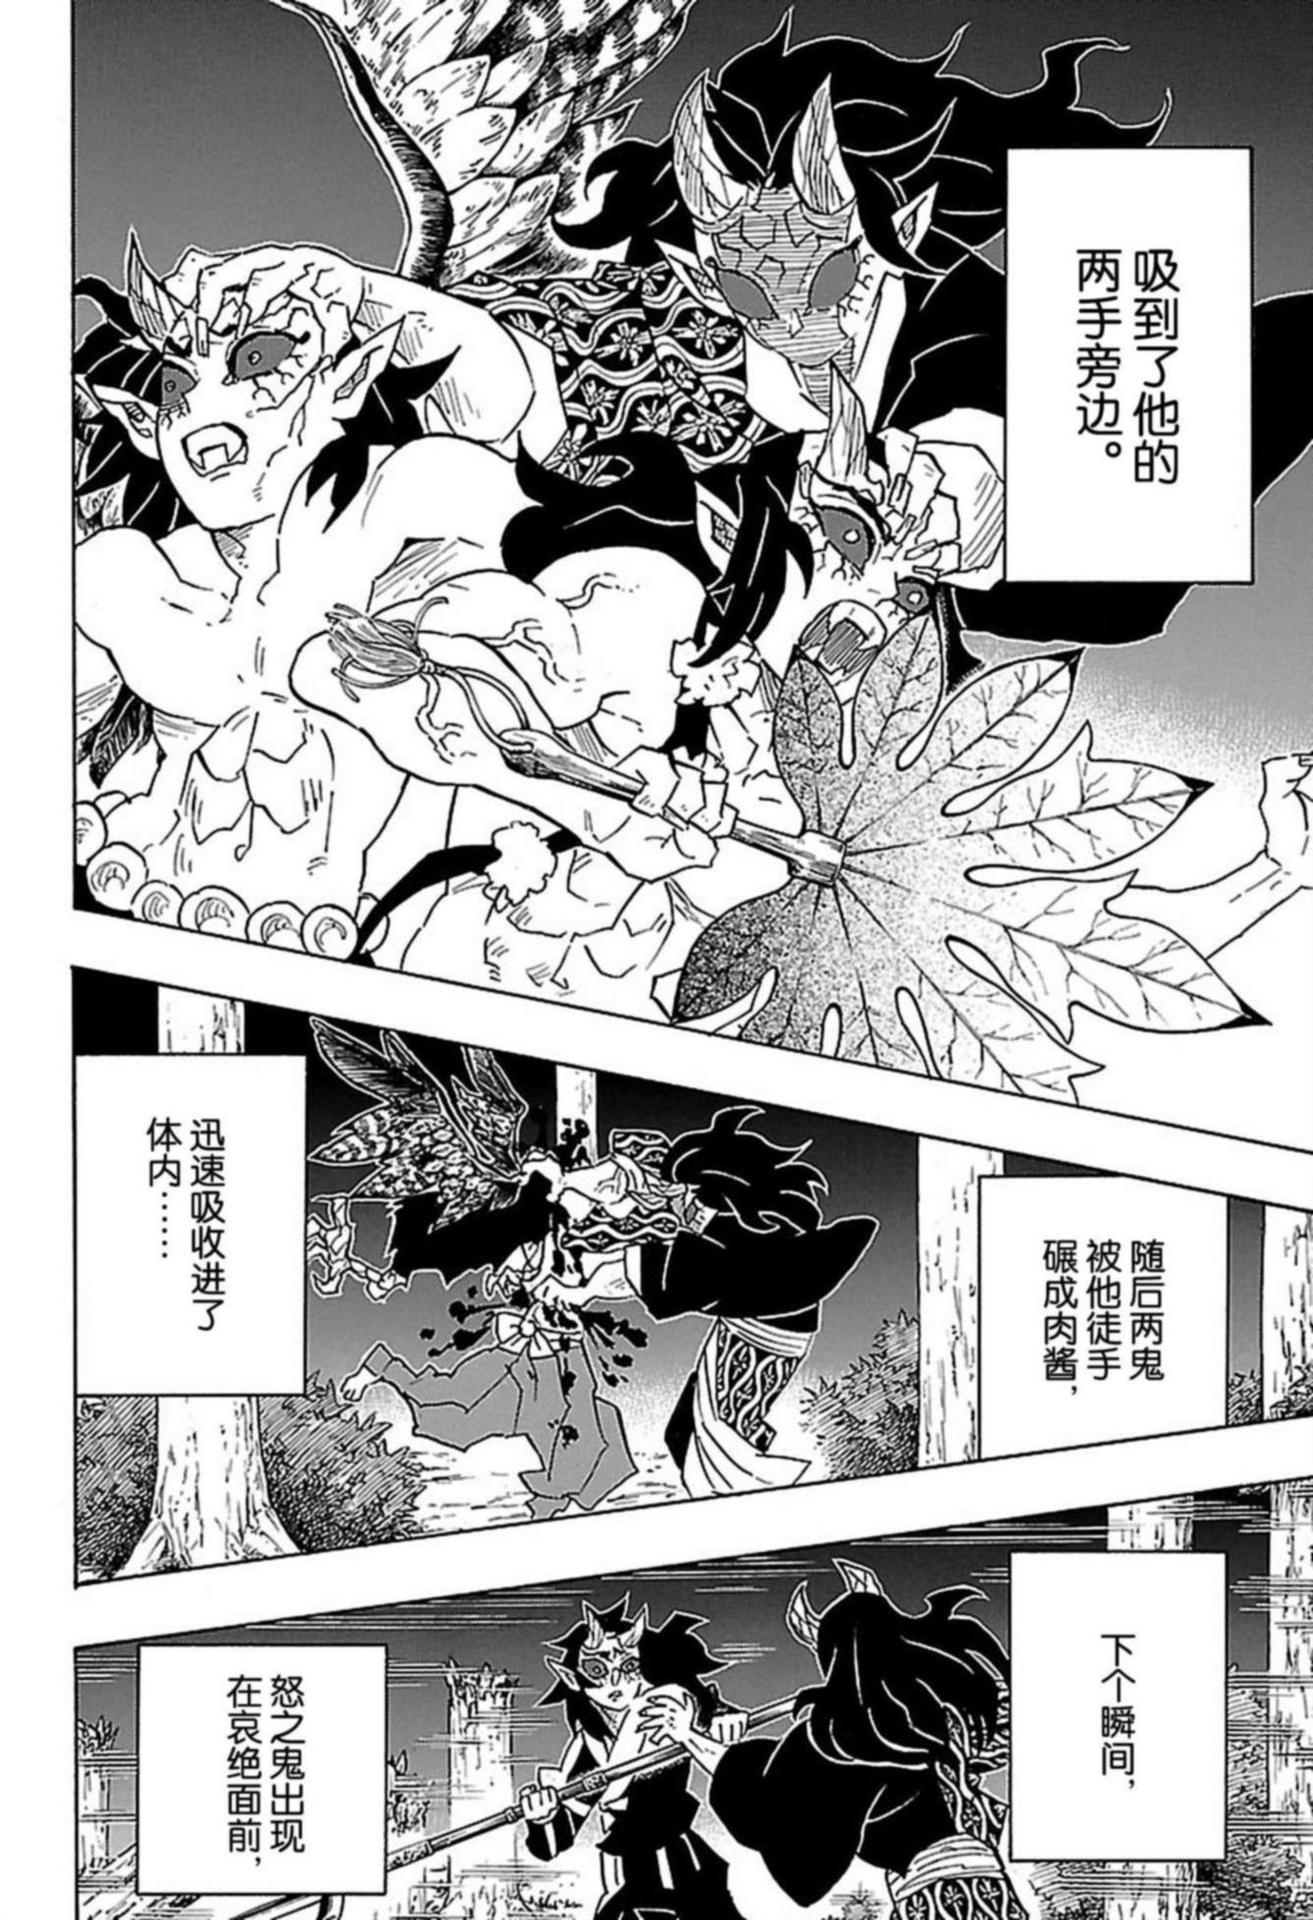 吸到了他的
两手旁边。
随后两鬼
被他徒手
碾成肉酱，
迅速吸收进了
体内……
下个瞬间，
怒之鬼出现
在哀绝面前，